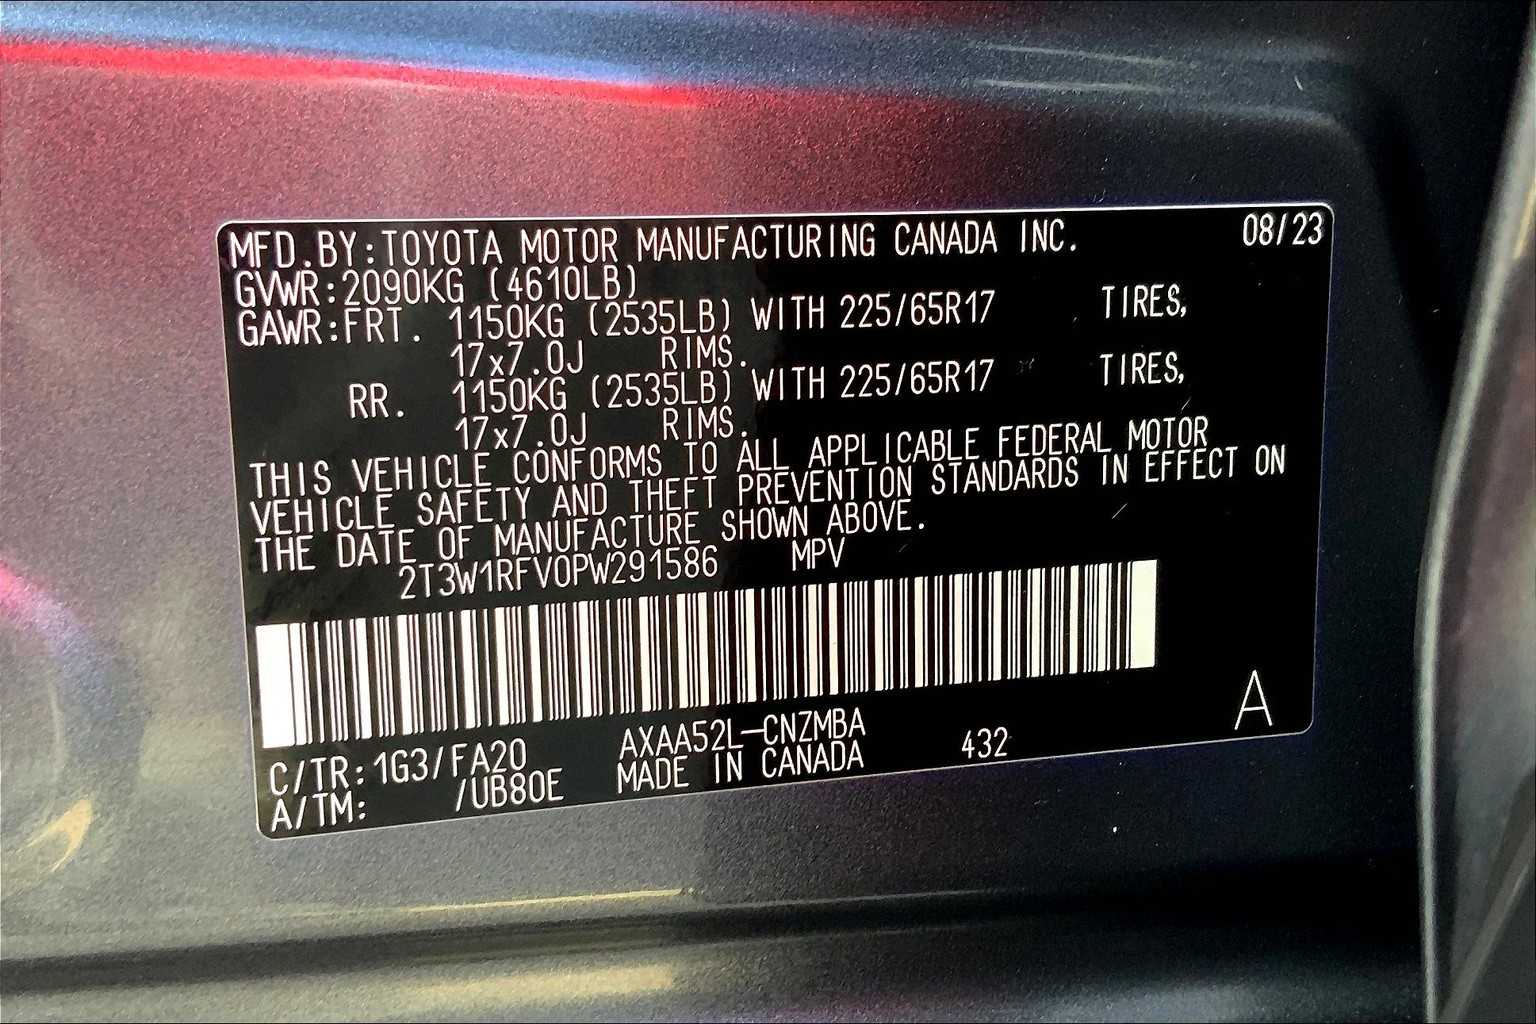 MFD.BY:TOYOTA MOTOR MANUFACTURING CANADA INC. 08/23
GVWR:2090KG (4610LB)
GAWR:FRT. 1150KG (2535LB) WITH 225/65R17 TIRES,
17x7.0J RIMS.
RR. 1150KG (2535LB) WITH 225/65R17 TIRES,
17x7.0J RIMS.
THIS VEHICLE CONFORMS TO ALL APPLICABLE FEDERAL MOTOR
VEHICLE SAFETY AND THEFT PREVENTION STANDARDS IN EFFECT ON
THE DATE OF MANUFACTURE SHOWN ABOVE.
2T3W1RFV0PW291586 MPV
A
C/TR:1G3/FA20 AXAA52L-CNZMBA 432
A/TM: /UB80E MADE IN CANADA